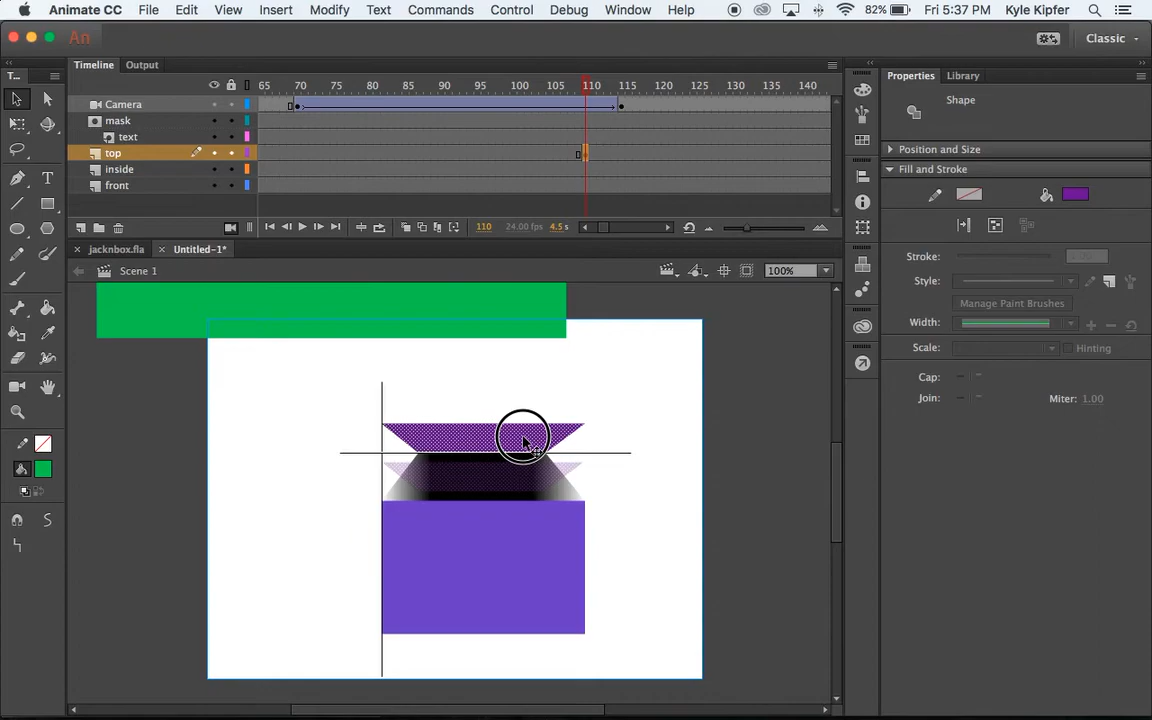 Animate CC File Edit View Insert Modify Text Commands Control Debug Window Help 82% Fri 5:37 PM Kyle Kipfer
An Classic
Timeline Output
T... 65 70 75 80 85 90 95 100 105 110 115 120 125 130 135 140
Camera
mask
text
top
inside
front
110 24.00 fps 4.5 s
jacknbox.fla Untitled-1*
Scene 1 100%
Properties Library
Shape
Position and Size
Fill and Stroke
Stroke:
Style:
Manage Paint Brushes
Width:
Scale: Hinting
Cap:
Join: Miter: 1.00